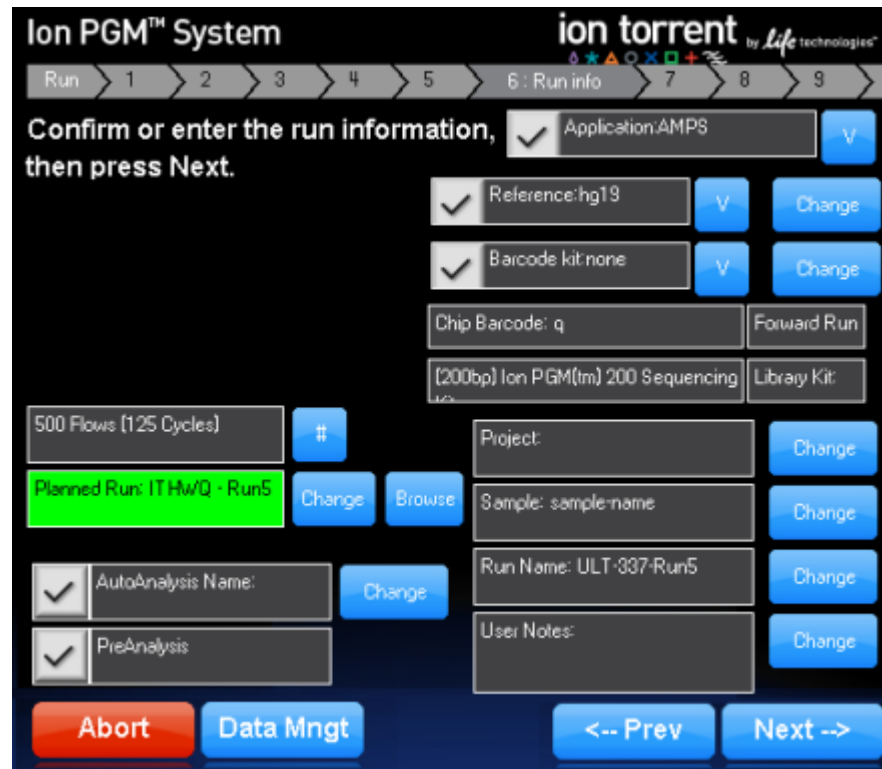 Ion PGM™ System
ion torrent
by life technologies™
Run 1 2 3 4 5 6 : Run info 7 8 9
Confirm or enter the run information,
then press Next.
Application:AMPS
V
Reference:hg19
V
Change
Barcode kit:none
V
Change
Chip Barcode: q
Forward Run
(200bp) Ion PGM(tm) 200 Sequencing
Library Kit:
500 Flows (125 Cycles)
#
Project:
Change
Planned Run: ITHWQ - Run5
Change
Browse
Sample: sample-name
Change
AutoAnalysis Name:
Change
Run Name: ULT-337-Run5
Change
PreAnalysis
User Notes:
Change
Abort
Data Mngt
<-- Prev
Next -->